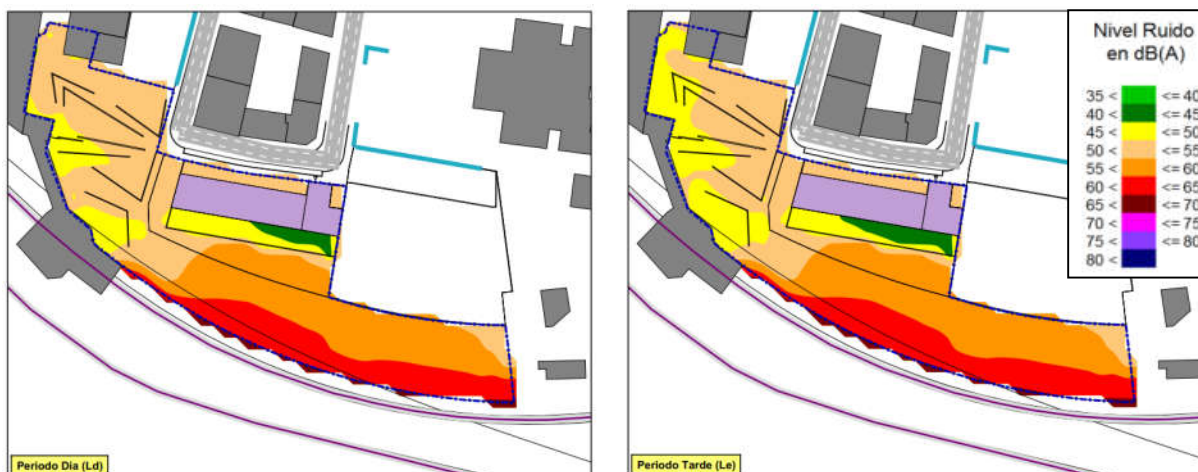 Nivel Ruido
en dB(A)
35 < <= 40
40 < <= 45
45 < <= 50
50 < <= 55
55 < <= 60
60 < <= 65
65 < <= 70
70 < <= 75
75 < <= 80
80 <
Periodo Dia (Ld)
Periodo Tarde (Le)